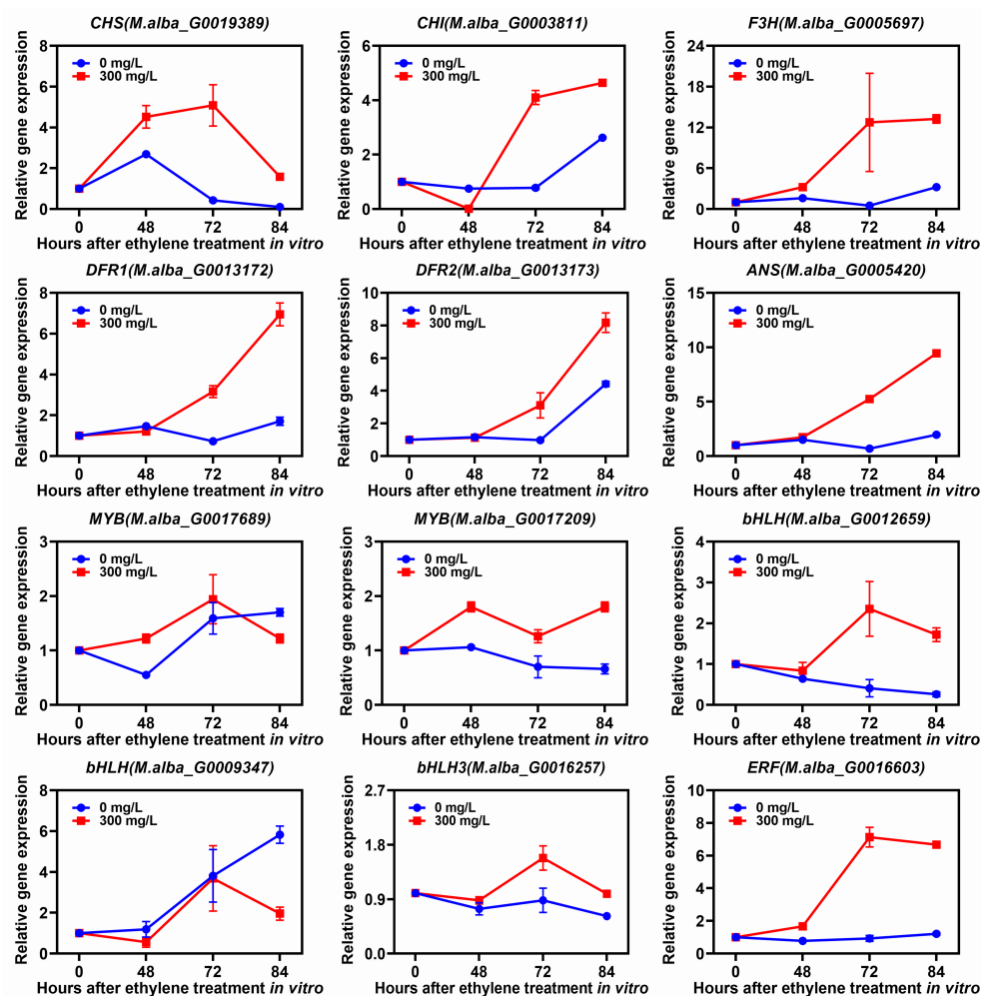 CHS(M.alba_G0019389)
Relative gene expression
8
6
4
2
0
0 mg/L
300 mg/L
0 48 72 84
Hours after ethylene treatment in vitro
CHI(M.alba_G0003811)
Relative gene expression
6
4
2
0
0 mg/L
300 mg/L
0 48 72 84
Hours after ethylene treatment in vitro
F3H(M.alba_G0005697)
Relative gene expression
24
18
12
6
0
0 mg/L
300 mg/L
0 48 72 84
Hours after ethylene treatment in vitro
DFR1(M.alba_G0013172)
Relative gene expression
8
6
4
2
0
0 mg/L
300 mg/L
0 48 72 84
Hours after ethylene treatment in vitro
DFR2(M.alba_G0013173)
Relative gene expression
10
8
6
4
2
0
0 mg/L
300 mg/L
0 48 72 84
Hours after ethylene treatment in vitro
ANS(M.alba_G0005420)
Relative gene expression
15
10
5
0
0 mg/L
300 mg/L
0 48 72 84
Hours after ethylene treatment in vitro
MYB(M.alba_G0017689)
Relative gene expression
3
2
1
0
0 mg/L
300 mg/L
0 48 72 84
Hours after ethylene treatment in vitro
MYB(M.alba_G0017209)
Relative gene expression
3
2
1
0
0 mg/L
300 mg/L
0 48 72 84
Hours after ethylene treatment in vitro
bHLH(M.alba_G0012659)
Relative gene expression
4
3
2
1
0
0 mg/L
300 mg/L
0 48 72 84
Hours after ethylene treatment in vitro
bHLH(M.alba_G0009347)
Relative gene expression
8
6
4
2
0
0 mg/L
300 mg/L
0 48 72 84
Hours after ethylene treatment in vitro
bHLH3(M.alba_G0016257)
Relative gene expression
2.7
1.8
0.9
0.0
0 mg/L
300 mg/L
0 48 72 84
Hours after ethylene treatment in vitro
ERF(M.alba_G0016603)
Relative gene expression
10
8
6
4
2
0
0 mg/L
300 mg/L
0 48 72 84
Hours after ethylene treatment in vitro